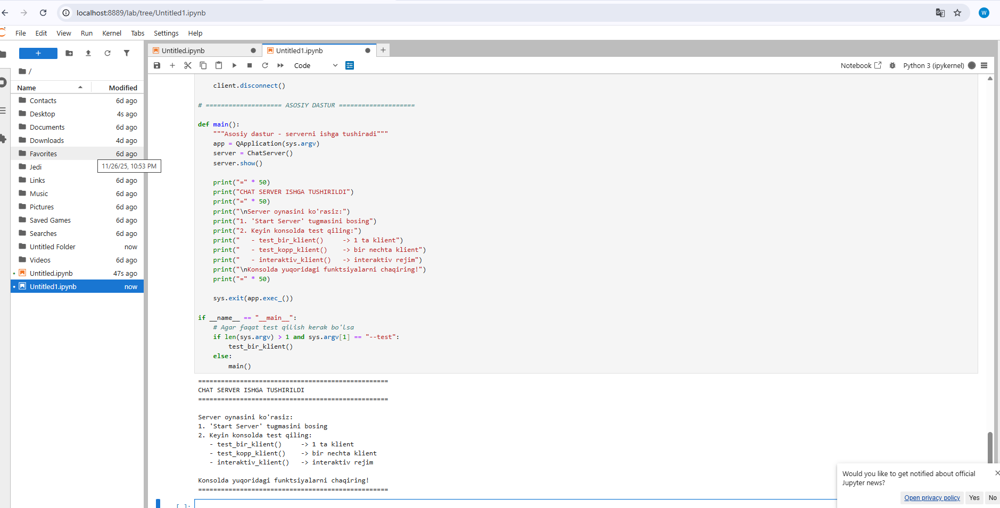 localhost:8889/lab/tree/Untitled1.ipynb
W
File Edit View Run Kernel Tabs Settings Help
+
/
Name Modified
Contacts 6d ago
Desktop 4s ago
Documents 6d ago
Downloads 4d ago
Favorites 6d ago
Jedi
11/26/25, 10:53 PM
Links 6d ago
Music 6d ago
Pictures 6d ago
Saved Games 6d ago
Searches 6d ago
Untitled Folder now
Videos 6d ago
Untitled.ipynb 47s ago
Untitled1.ipynb now
Untitled.ipynb
Untitled1.ipynb
Code
Notebook
Python 3 (ipykernel)
    client.disconnect()
# ==================== ASOSIY DASTUR ====================
def main():
    """Asosiy dastur - serverni ishga tushiradi"""
    app = QApplication(sys.argv)
    server = ChatServer()
    server.show()
    print("=" * 50)
    print("CHAT SERVER ISHGA TUSHIRILDI")
    print("=" * 50)
    print("\nServer oynasini ko'rasiz:")
    print("1. 'Start Server' tugmasini bosing")
    print("2. Keyin konsolda test qiling:")
    print("   - test_bir_klient()     -> 1 ta klient")
    print("   - test_kopp_klient()    -> bir nechta klient")
    print("   - interaktiv_klient()   -> interaktiv rejim")
    print("\nKonsolda yuqoridagi funktsiyalarni chaqiring!")
    print("=" * 50)
    sys.exit(app.exec_())
if __name__ == "__main__":
    # Agar faqat test qilish kerak bo'lsa
    if len(sys.argv) > 1 and sys.argv[1] == "--test":
        test_bir_klient()
    else:
        main()
==================================================
CHAT SERVER ISHGA TUSHIRILDI
==================================================
Server oynasini ko'rasiz:
1. 'Start Server' tugmasini bosing
2. Keyin konsolda test qiling:
   - test_bir_klient()     -> 1 ta klient
   - test_kopp_klient()    -> bir nechta klient
   - interaktiv_klient()   -> interaktiv rejim
Konsolda yuqoridagi funktsiyalarni chaqiring!
==================================================
[ ]:
Would you like to get notified about official
Jupyter news?
Open privacy policy Yes No